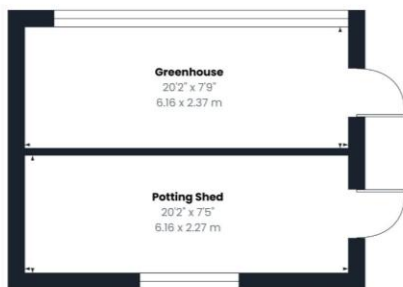 Greenhouse
20'2" x 7'9"
6.16 x 2.37 m
Potting Shed
20'2" x 7'5"
6.16 x 2.27 m